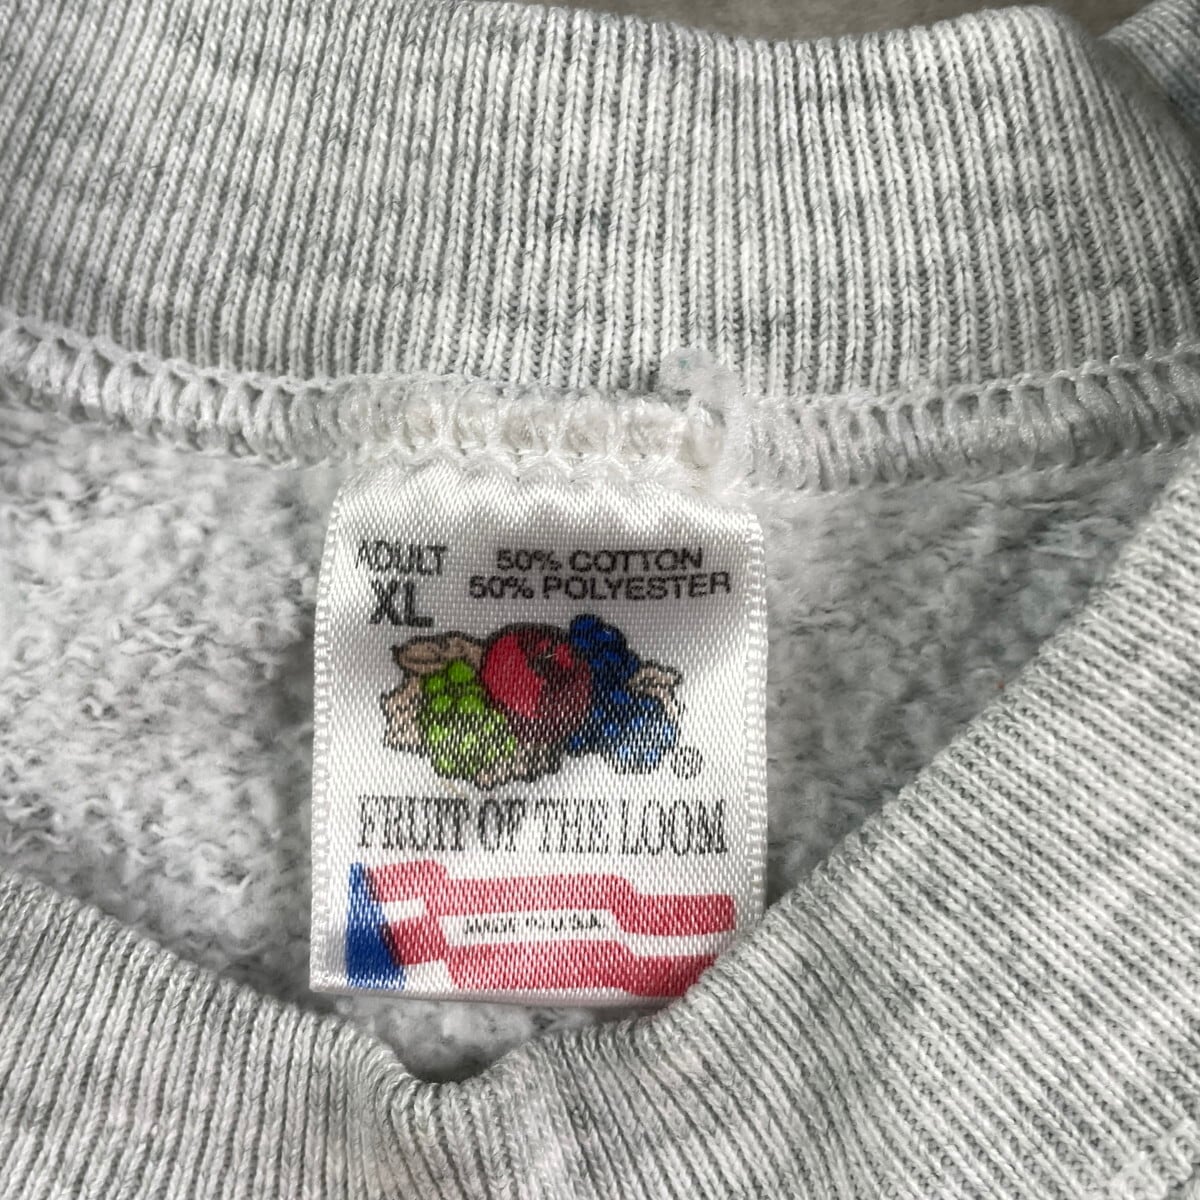 ADULT
XL
50% COTTON
50% POLYESTER
®
FRUIT OF THE LOOM
MADE IN U.S.A.